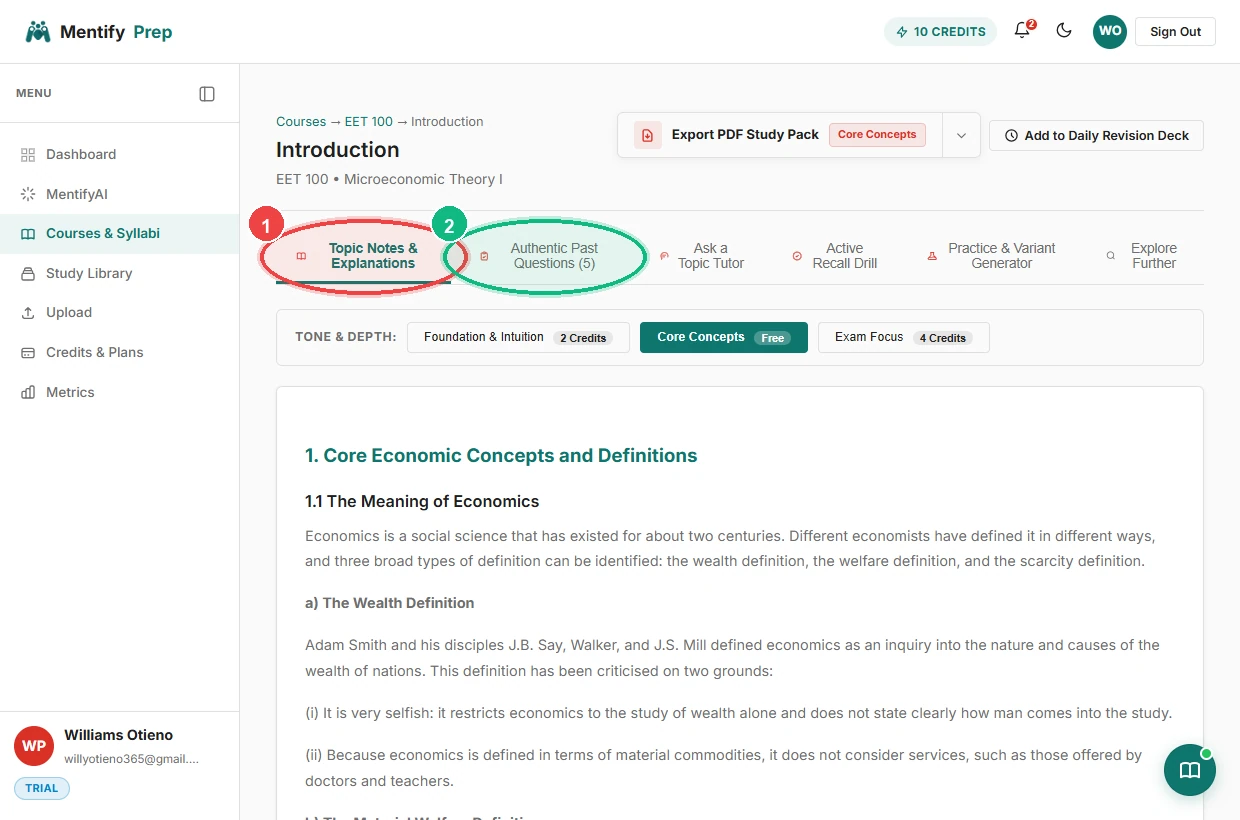 Mentify Prep
10 CREDITS
2
WO
Sign Out
MENU
Dashboard
MentifyAI
Courses & Syllabi
Study Library
Upload
Credits & Plans
Metrics
WP
Williams Otieno
willyotieno365@gmail....
TRIAL
Courses → EET 100 → Introduction
Introduction
EET 100 • Microeconomic Theory I
Export PDF Study Pack
Core Concepts
Add to Daily Revision Deck
1
Topic Notes &
Explanations
2
Authentic Past
Questions (5)
Ask a
Topic Tutor
Active
Recall Drill
Practice & Variant
Generator
Explore
Further
TONE & DEPTH:
Foundation & Intuition 2 Credits
Core Concepts Free
Exam Focus 4 Credits
1. Core Economic Concepts and Definitions
1.1 The Meaning of Economics
Economics is a social science that has existed for about two centuries. Different economists have defined it in different ways,
and three broad types of definition can be identified: the wealth definition, the welfare definition, and the scarcity definition.
a) The Wealth Definition
Adam Smith and his disciples J.B. Say, Walker, and J.S. Mill defined economics as an inquiry into the nature and causes of the
wealth of nations. This definition has been criticised on two grounds:
(i) It is very selfish: it restricts economics to the study of wealth alone and does not state clearly how man comes into the study.
(ii) Because economics is defined in terms of material commodities, it does not consider services, such as those offered by
doctors and teachers.